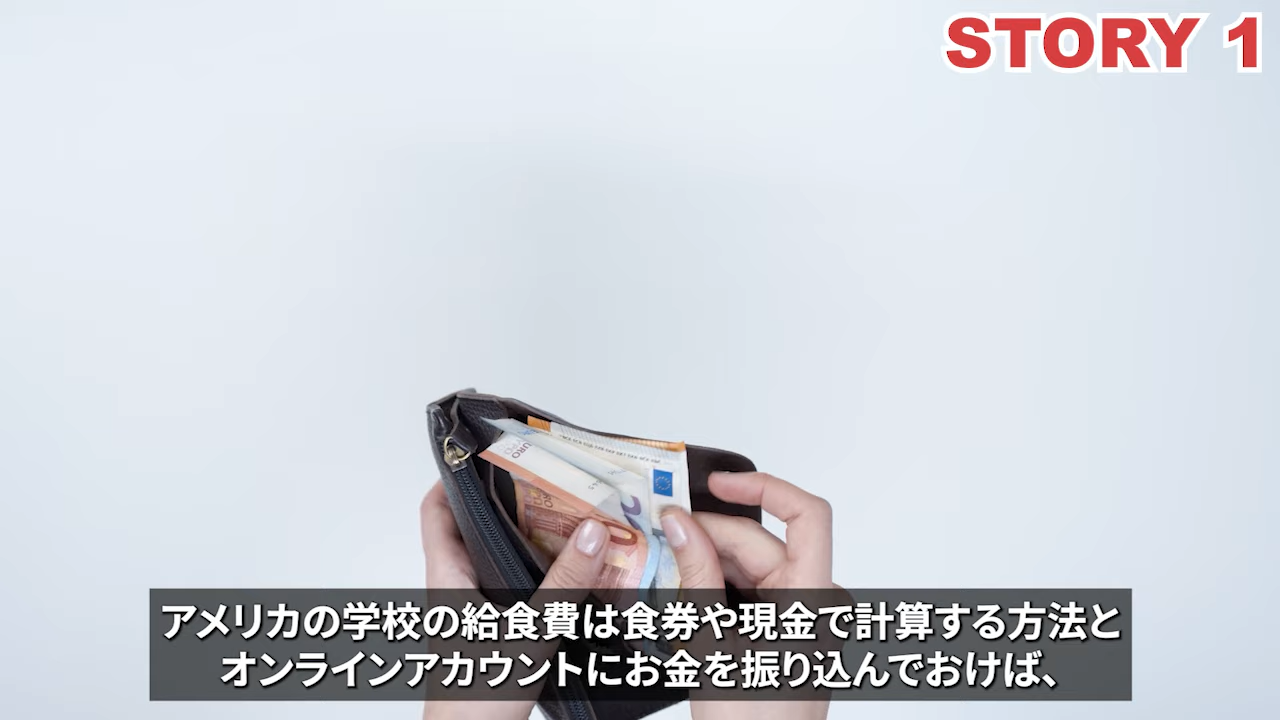 STORY 1
アメリカの学校の給食費は食券や現金で計算する方法と
オンラインアカウントにお金を振り込んでおけば、